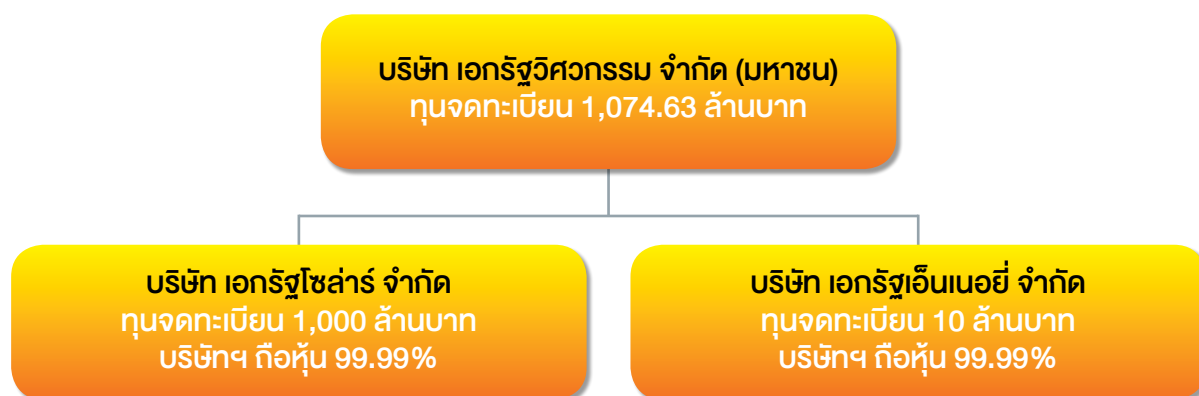 บริษัท เอกรัฐวิศวกรรม จำกัด (มหาชน)
ทุนจดทะเบียน 1,074.63 ล้านบาท
บริษัท เอกรัฐโซล่าร์ จำกัด
ทุนจดทะเบียน 1,000 ล้านบาท
บริษัทฯ ถือหุ้น 99.99%
บริษัท เอกรัฐเอ็นเนอยี่ จำกัด
ทุนจดทะเบียน 10 ล้านบาท
บริษัทฯ ถือหุ้น 99.99%